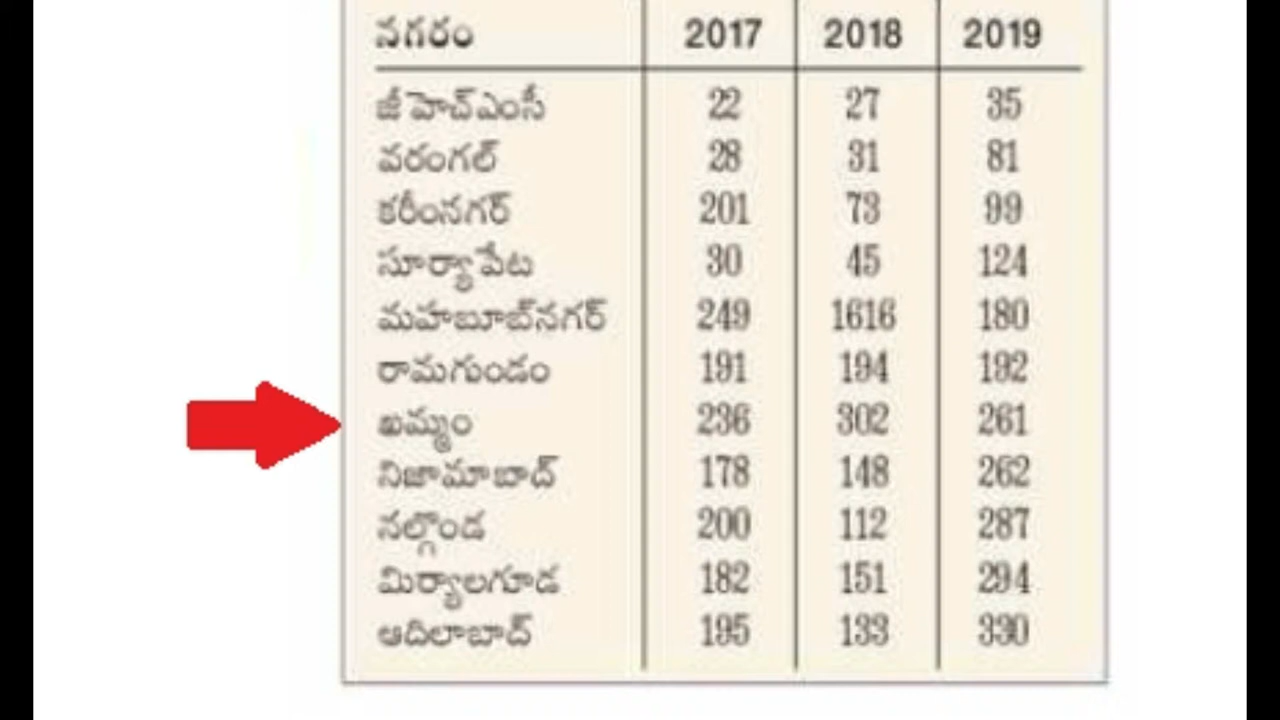 నగరం 2017 2018 2019
జీహెచ్ఎంసీ 22 27 35
వరంగల్ 28 31 81
కరీంనగర్ 201 73 99
సూర్యాపేట 30 45 124
మహబూబ్‌నగర్ 249 1616 180
రామగుండం 191 194 192
ఖమ్మం 236 302 261
నిజామాబాద్ 178 148 262
నల్గొండ 200 112 287
మిర్యాలగూడ 182 151 294
ఆదిలాబాద్ 195 133 330